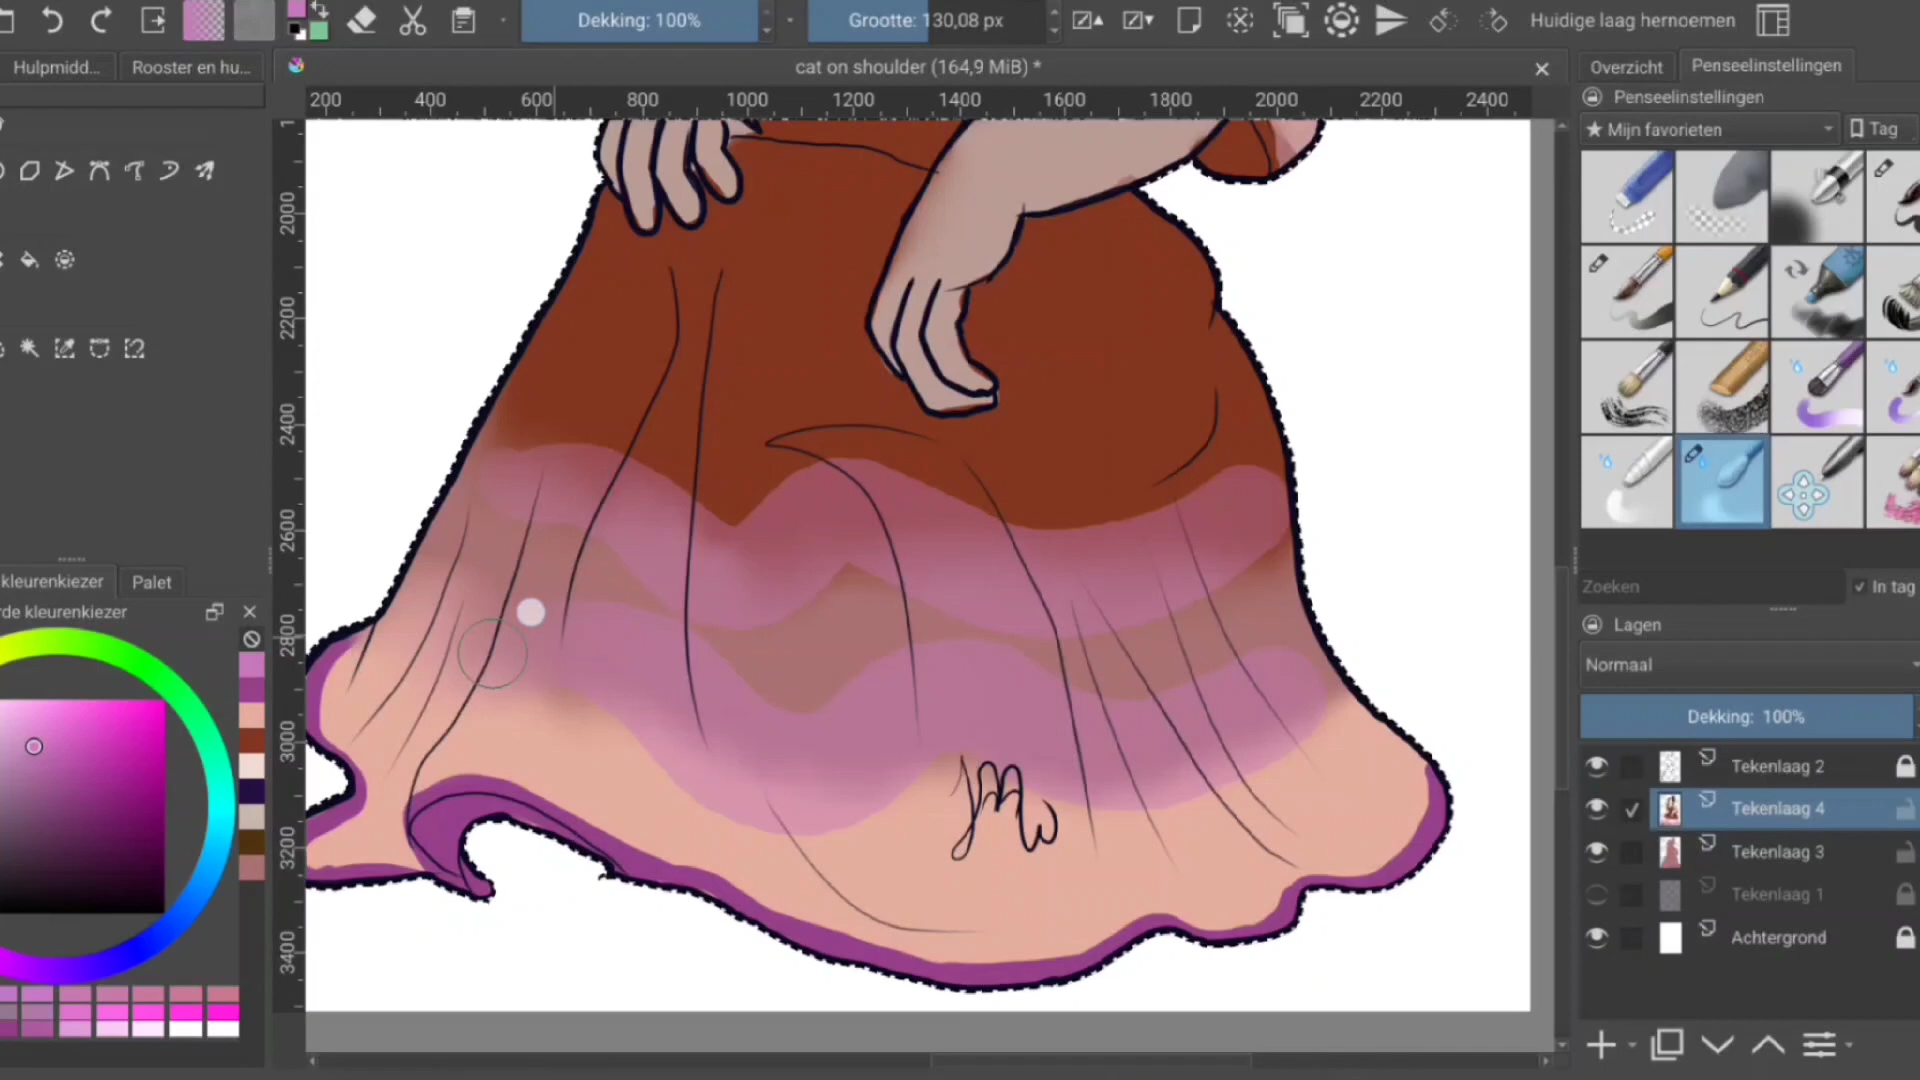 Dekking: 100%
Grootte: 130,08 px
Huidige laag hernoemen
Hulpmidd...
Rooster en hu...
cat on shoulder (164,9 MiB) *
Overzicht
Penseelinstellingen
Penseelinstellingen
200 400 600 800 1000 1200 1400 1600 1800 2000 2200 2400
★ Mijn favorieten
Tag
2000
2200
2400
2600
2800
3000
3200
3400
kleurenkiezer
Palet
rde kleurenkiezer
JMW
Zoeken
In tag
Lagen
Normaal
Dekking: 100%
Tekenlaag 2
Tekenlaag 4
Tekenlaag 3
Tekenlaag 1
Achtergrond